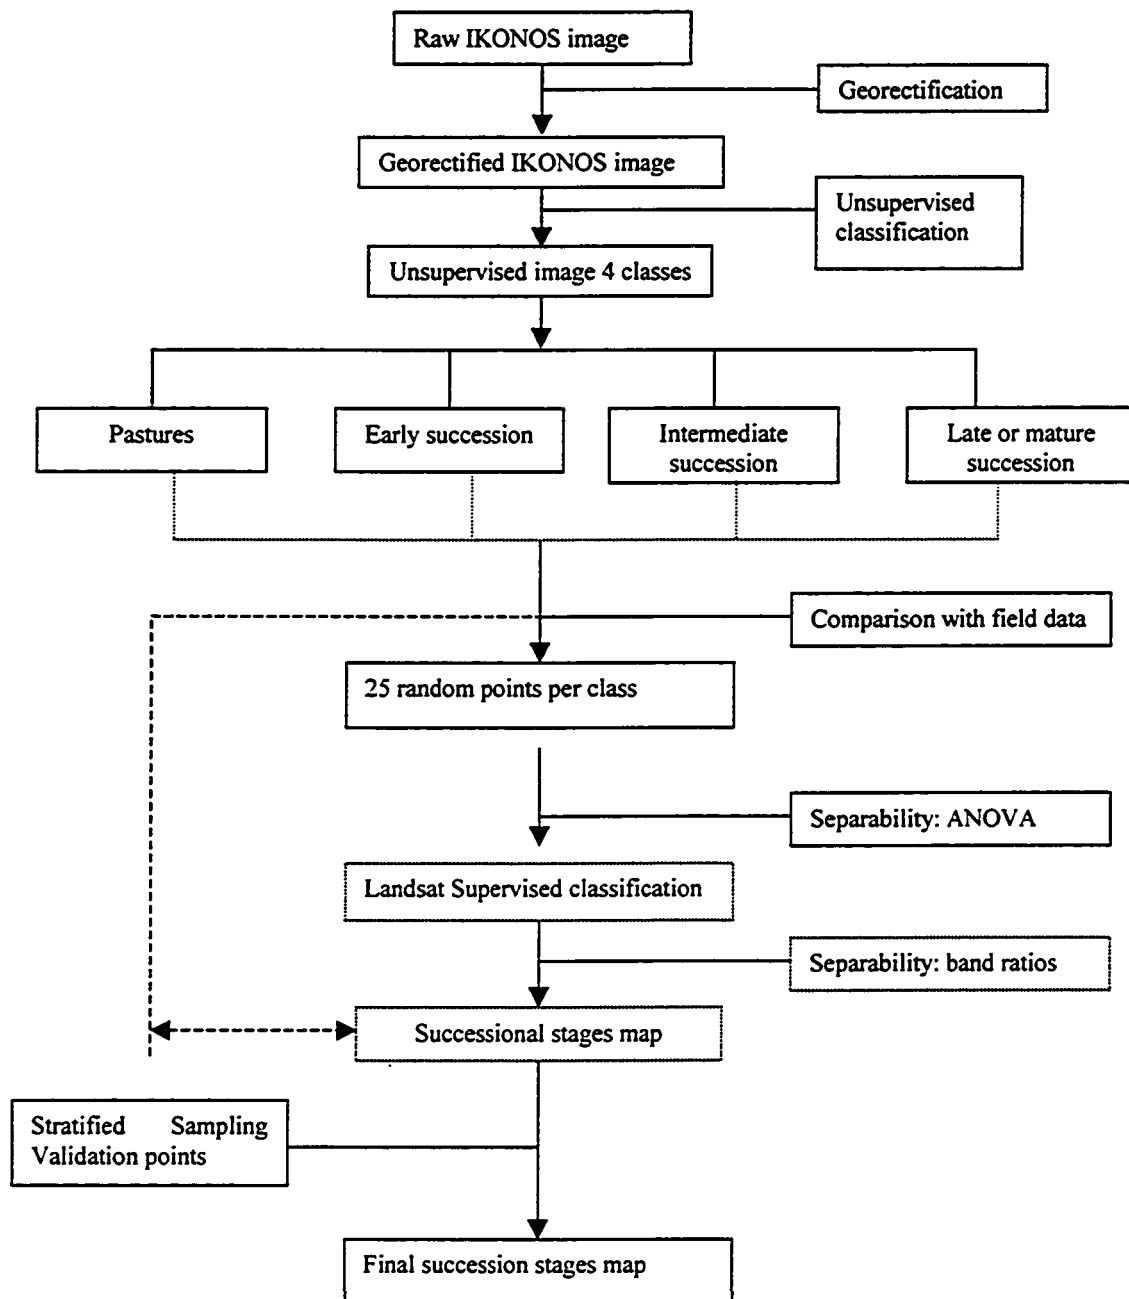 Raw IKONOS image
Georectification
Georectified IKONOS image
Unsupervised
classification
Unsupervised image 4 classes
Pastures
Early succession
Intermediate
succession
Late or mature
succession
Comparison with field data
25 random points per class
Separability: ANOVA
Landsat Supervised classification
Separability: band ratios
Successional stages map
Stratified Sampling
Validation points
Final succession stages map